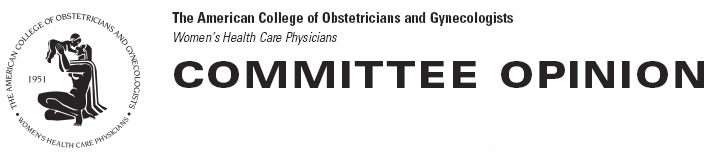 THE AMERICAN COLLEGE OF OBSTETRICIANS AND GYNECOLOGISTS
1951
• WOMEN'S HEALTH CARE PHYSICIANS •
The American College of Obstetricians and Gynecologists
Women's Health Care Physicians
COMMITTEE OPINION